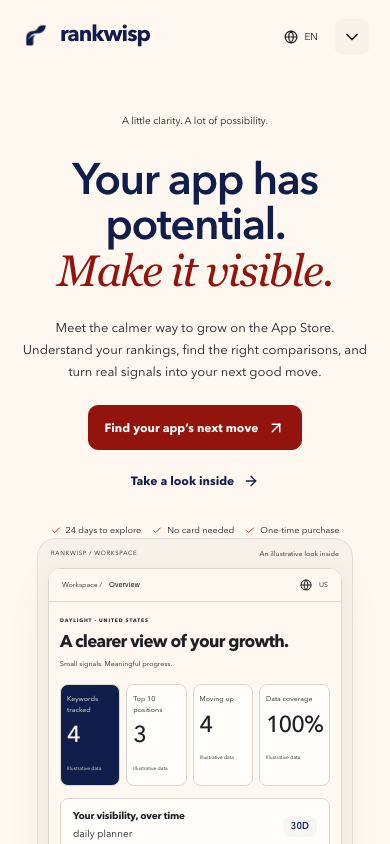 rankwisp
EN
A little clarity. A lot of possibility.
Your app has
potential.
Make it visible.
Meet the calmer way to grow on the App Store.
Understand your rankings, find the right comparisons, and
turn real signals into your next good move.
Find your app’s next move
Take a look inside
24 days to explore
No card needed
One-time purchase
RANKWISP / WORKSPACE
An illustrative look inside
Workspace / Overview
US
DAYLIGHT · UNITED STATES
A clearer view of your growth.
Small signals. Meaningful progress.
Keywords
tracked
4
Illustrative data
Top 10
positions
3
Illustrative data
Moving up
4
Illustrative data
Data coverage
100%
Illustrative data
Your visibility, over time
daily planner
30D